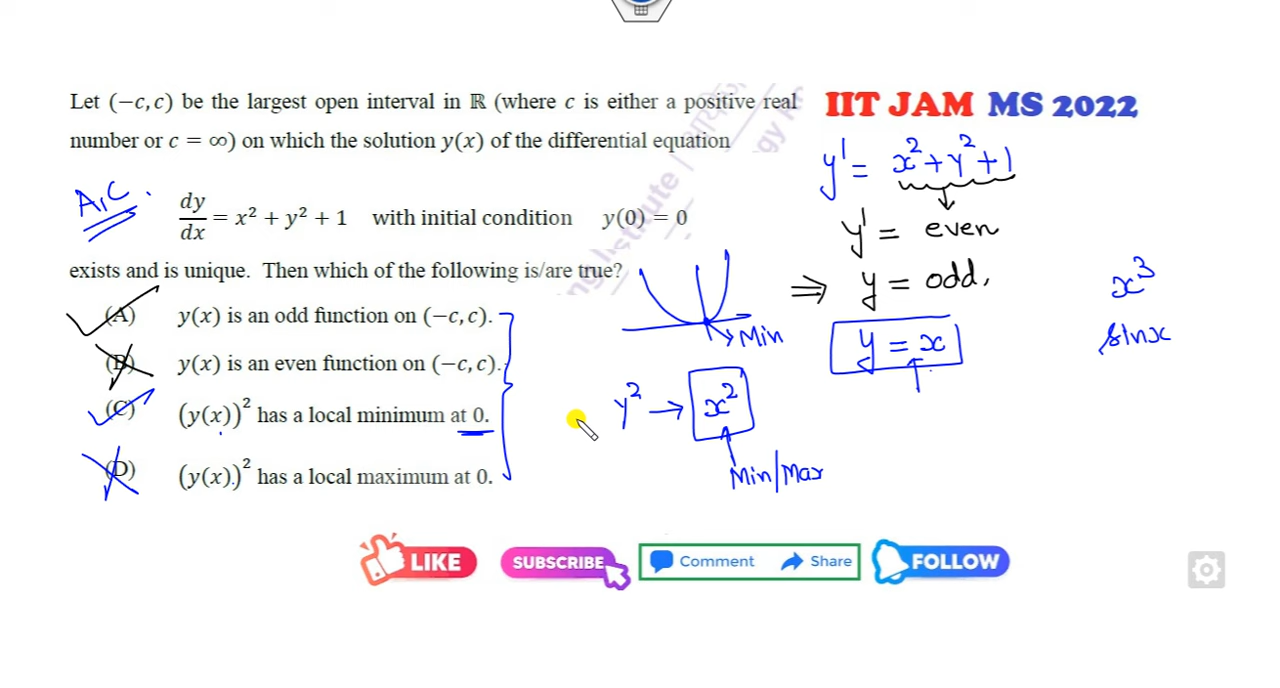 Let (−c, c) be the largest open interval in ℝ (where c is either a positive real
number or c = ∞) on which the solution y(x) of the differential equation
dy/dx = x² + y² + 1 with initial condition y(0) = 0
exists and is unique. Then which of the following is/are true?
(A) y(x) is an odd function on (−c, c).
(B) y(x) is an even function on (−c, c).
(C) (y(x))² has a local minimum at 0.
(D) (y(x))² has a local maximum at 0.
A,C.
IIT JAM MS 2022
y' = x² + y² + 1
y' = even
⇒ y = odd,
y = x
x³
sinx
Min
y² → x²
Min/Max
LIKE
SUBSCRIBE
Comment
Share
FOLLOW